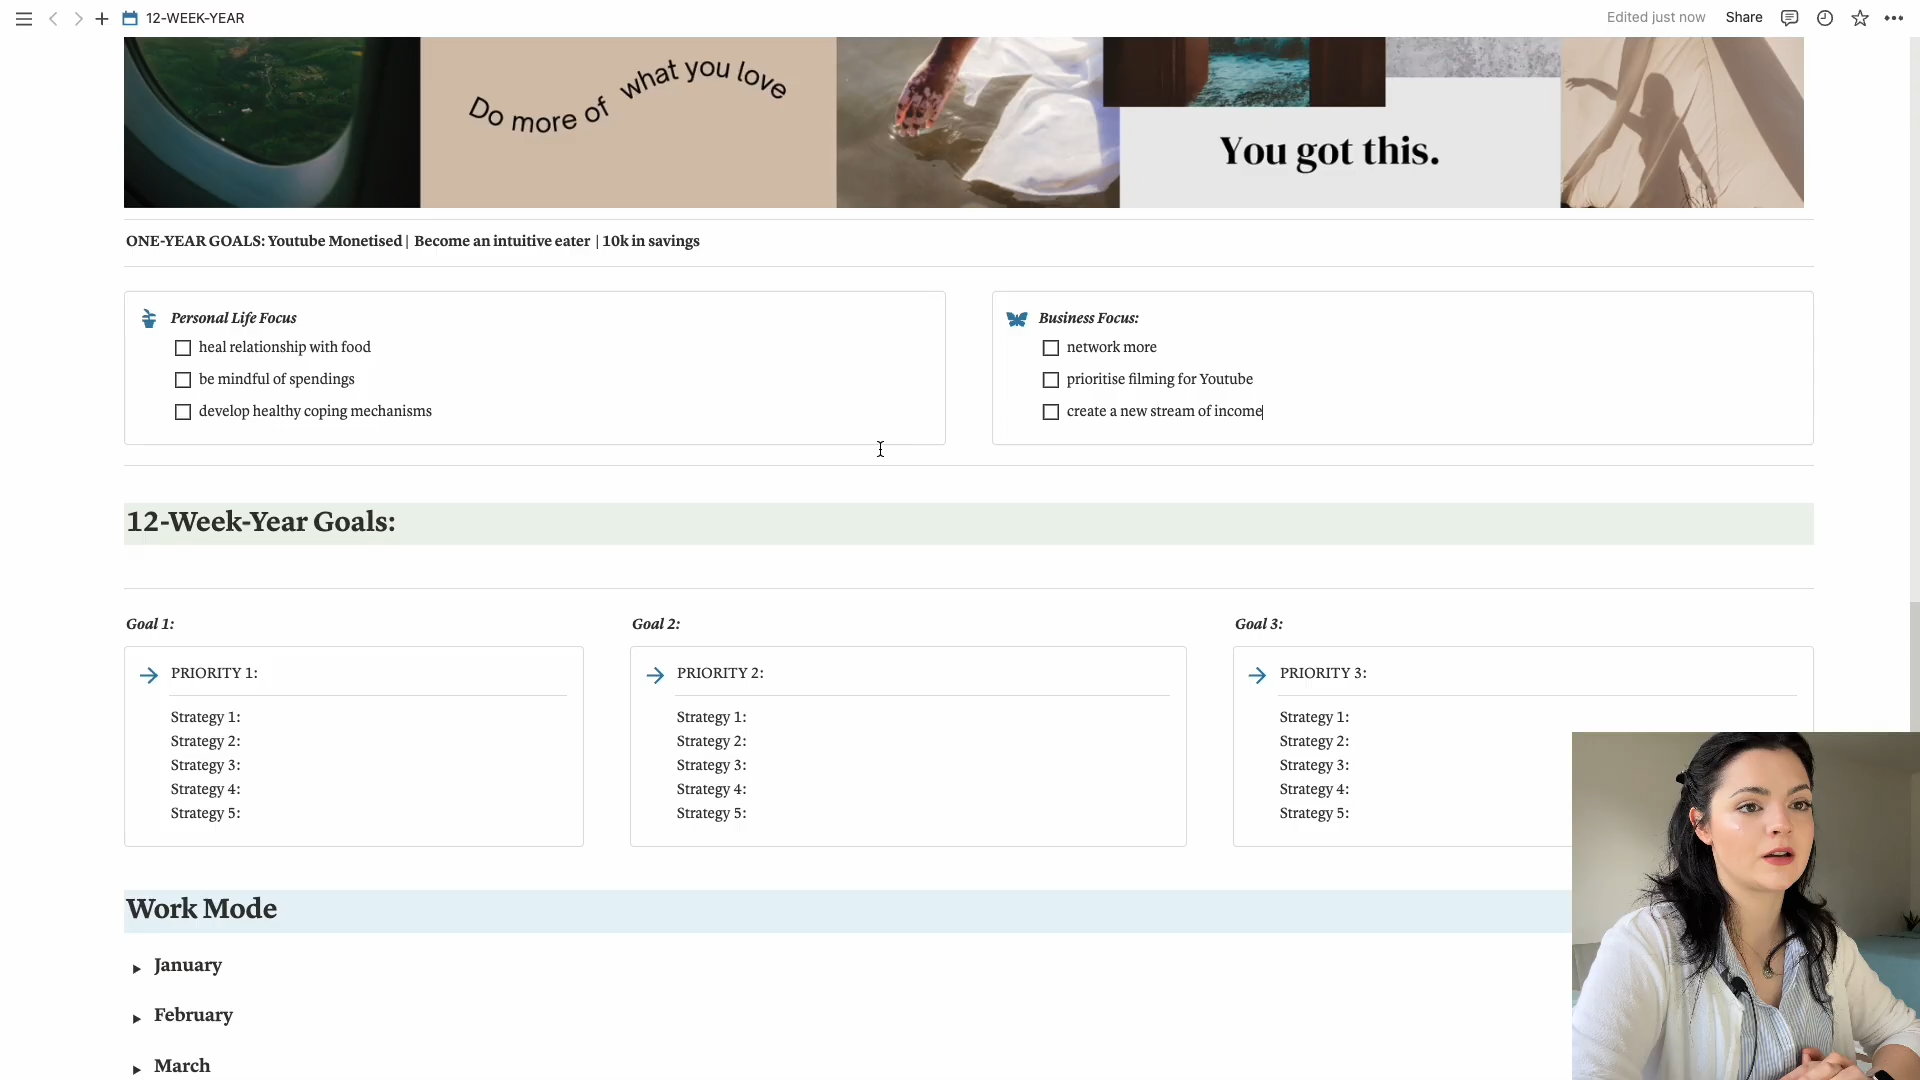 12-WEEK-YEAR
Edited just now
Share
Do more of what you love
You got this.
ONE-YEAR GOALS: Youtube Monetised | Become an intuitive eater | 10k in savings
Personal Life Focus
heal relationship with food
be mindful of spendings
develop healthy coping mechanisms
Business Focus:
network more
prioritise filming for Youtube
create a new stream of income
12-Week-Year Goals:
Goal 1:
PRIORITY 1:
Strategy 1:
Strategy 2:
Strategy 3:
Strategy 4:
Strategy 5:
Goal 2:
PRIORITY 2:
Strategy 1:
Strategy 2:
Strategy 3:
Strategy 4:
Strategy 5:
Goal 3:
PRIORITY 3:
Strategy 1:
Strategy 2:
Strategy 3:
Strategy 4:
Strategy 5:
Work Mode
January
February
March